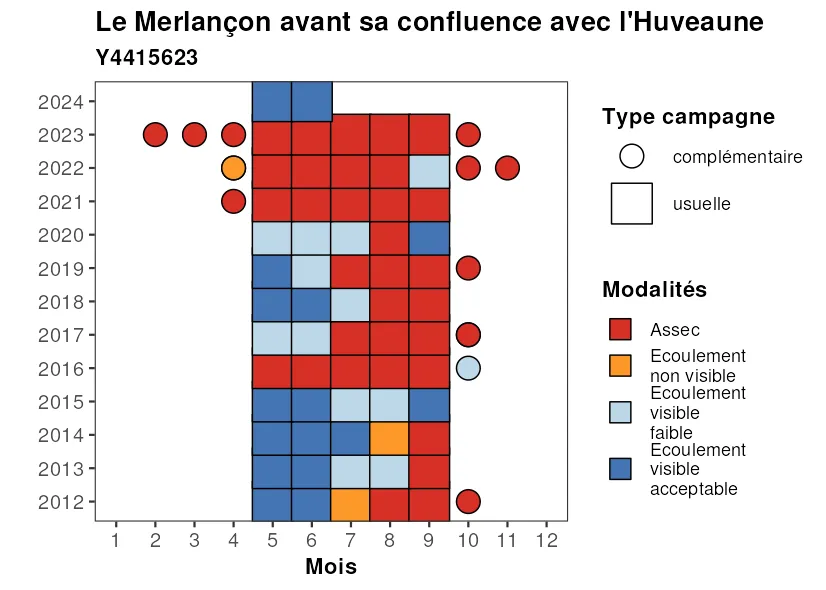 Le Merlançon avant sa confluence avec l'Huveaune
Y4415623
2024
2023
2022
2021
2020
2019
2018
2017
2016
2015
2014
2013
2012
1 2 3 4 5 6 7 8 9 10 11 12
Mois
Type campagne
complémentaire
usuelle
Modalités
Assec
Ecoulement
non visible
Ecoulement
visible
faible
Ecoulement
visible
acceptable